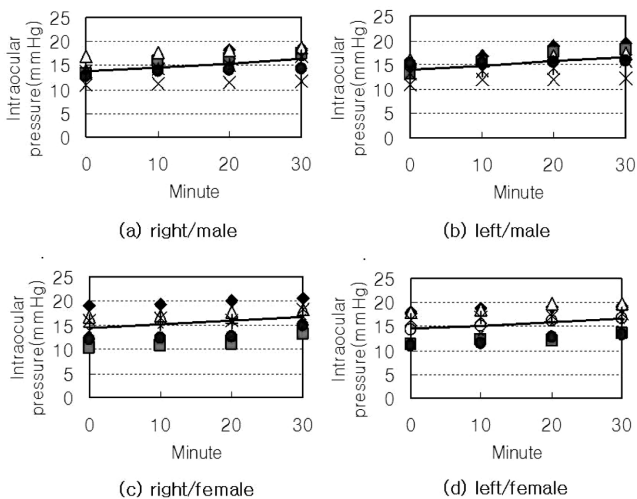 Intraocular
pressure(mmHg)
25
20
15
10
5
0
0 10 20 30
Minute
(a) right/male
Intraocular
pressure(mmHg)
25
20
15
10
5
0
0 10 20 30
Minute
(b) left/male
Intraocular
pressure(mmHg)
25
20
15
10
5
0
0 10 20 30
Minute
(c) right/female
Intraocular
pressure(mmHg)
25
20
15
10
5
0
0 10 20 30
Minute
(d) left/female